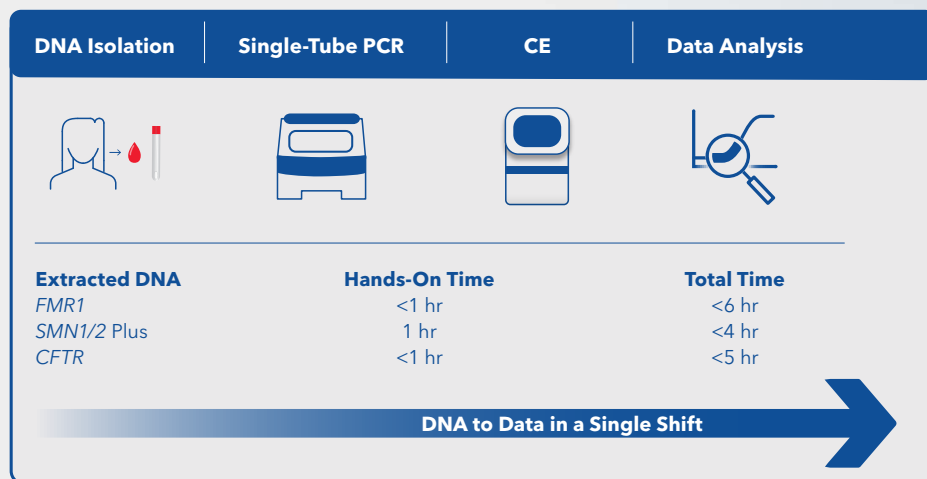 DNA Isolation Single-Tube PCR CE Data Analysis
Extracted DNA Hands-On Time Total Time
FMR1 <1 hr <6 hr
SMN1/2 Plus 1 hr <4 hr
CFTR <1 hr <5 hr
DNA to Data in a Single Shift